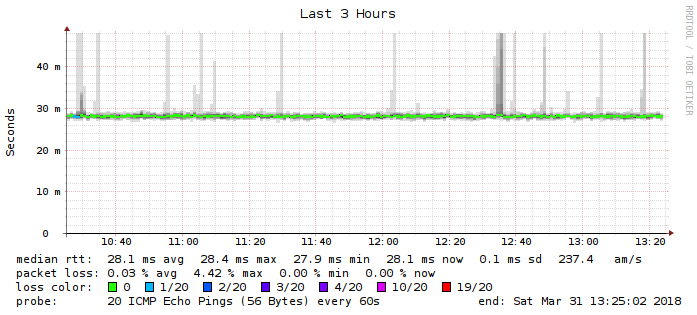 Last 3 Hours
RRDTOOL / TOBI OETIKER
Seconds
40 m
30 m
20 m
10 m
0
10:40 11:00 11:20 11:40 12:00 12:20 12:40 13:00 13:20
median rtt: 28.1 ms avg 28.4 ms max 27.9 ms min 28.1 ms now 0.1 ms sd 237.4 am/s
packet loss: 0.03 % avg 4.42 % max 0.00 % min 0.00 % now
loss color: 0 1/20 2/20 3/20 4/20 10/20 19/20
probe: 20 ICMP Echo Pings (56 Bytes) every 60s end: Sat Mar 31 13:25:02 2018